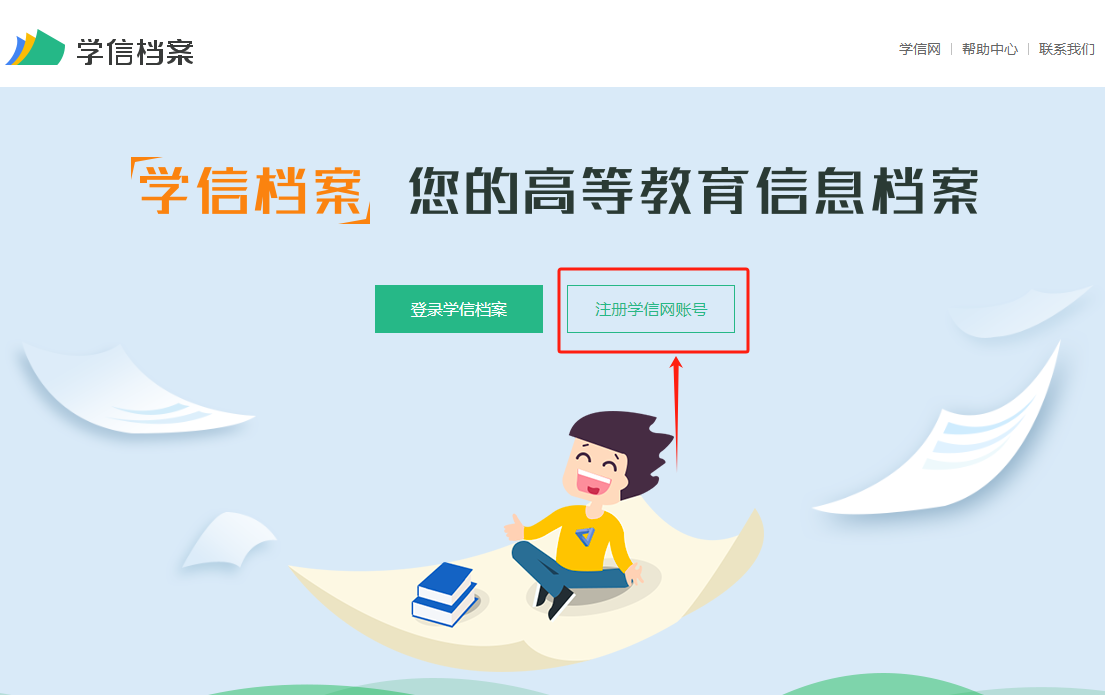 学信档案
学信网 | 帮助中心 | 联系我们
学信档案 您的高等教育信息档案
登录学信档案 注册学信网账号